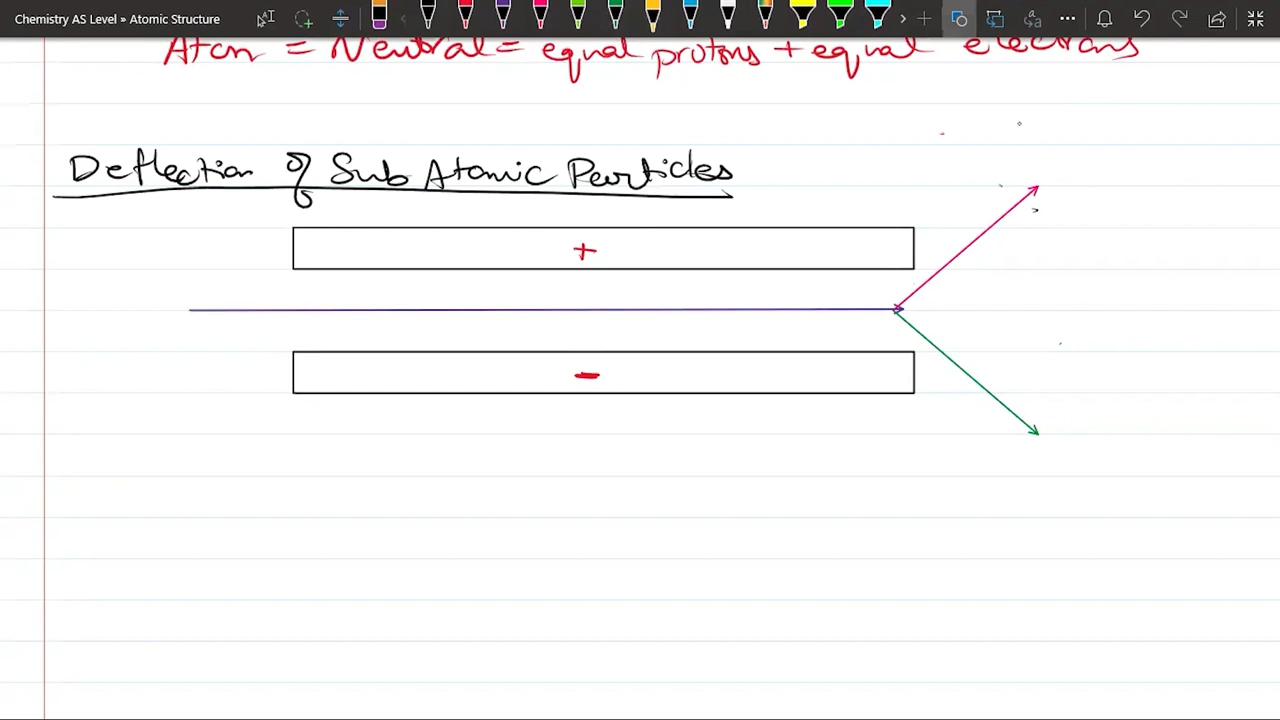 Chemistry AS Level » Atomic Structure
Atom = Neutral = equal protons + equal electrons
Deflection of Sub Atomic Particles
+
-